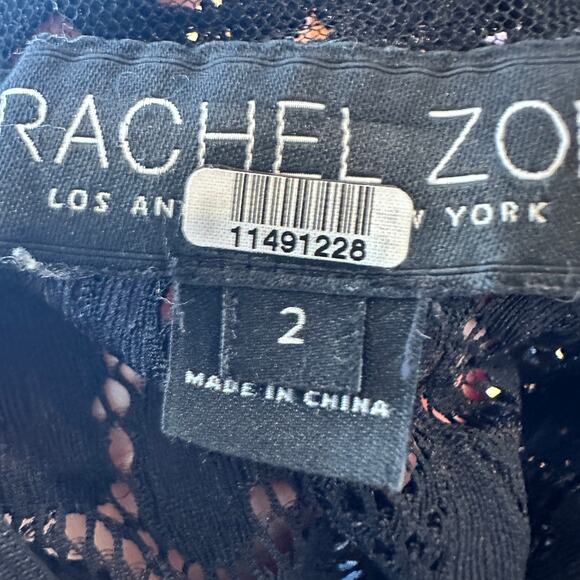 RACHEL ZO
LOS AN W YORK
11491228
2
MADE IN CHINA